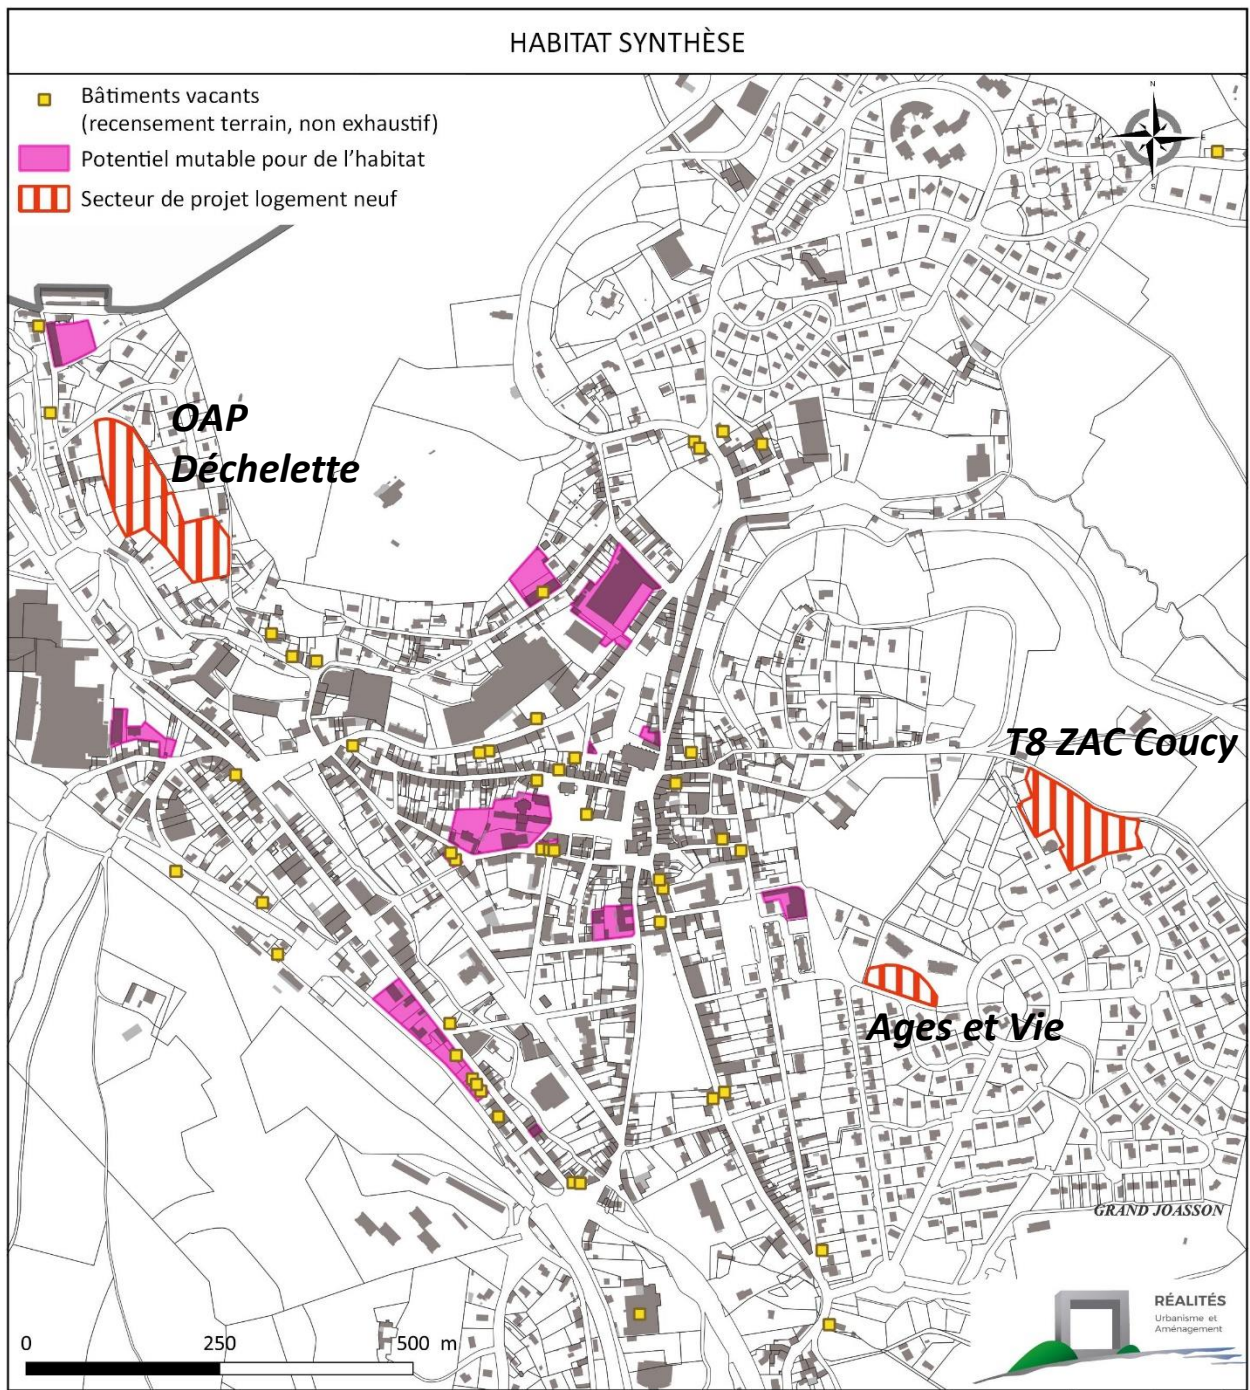 HABITAT SYNTHÈSE
Bâtiments vacants
(recensement terrain, non exhaustif)
Potentiel mutable pour de l'habitat
Secteur de projet logement neuf
N
E
S
OAP
Déchelette
T8 ZAC Coucy
Ages et Vie
GRAND JOASSON
0 250 500 m
RÉALITÉS
Urbanisme et
Aménagement